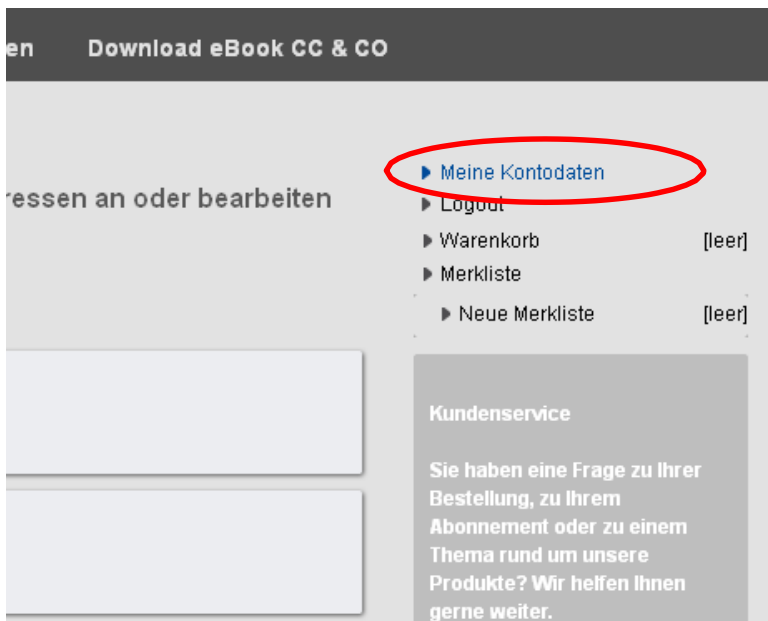 en Download eBook CC & CO
ressen an oder bearbeiten
Meine Kontodaten
Logout
Warenkorb [leer]
Merkliste
Neue Merkliste [leer]
Kundenservice
Sie haben eine Frage zu Ihrer
Bestellung, zu Ihrem
Abonnement oder zu einem
Thema rund um unsere
Produkte? Wir helfen Ihnen
gerne weiter.